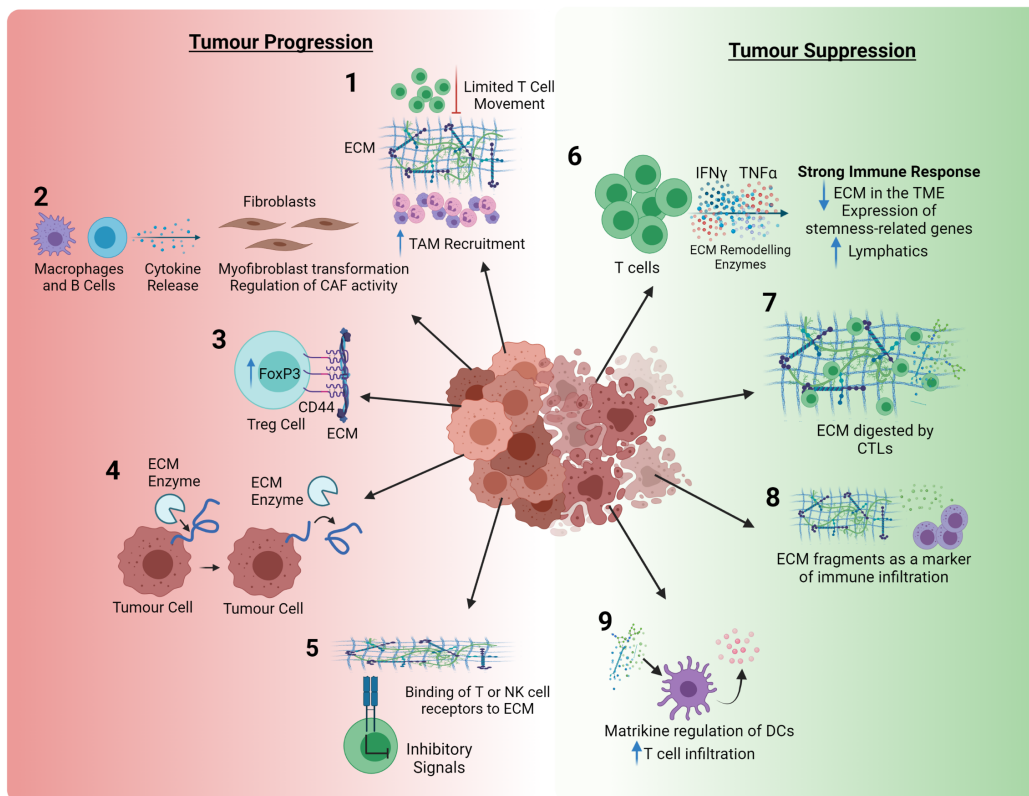 Tumour Progression
Tumour Suppression
1
Limited T Cell
Movement
ECM
TAM Recruitment
2
Macrophages
and B Cells
Cytokine
Release
Fibroblasts
Myofibroblast transformation
Regulation of CAF activity
3
FoxP3
CD44
Treg Cell
ECM
4
ECM
Enzyme
ECM
Enzyme
Tumour Cell
Tumour Cell
5
Binding of T or NK cell
receptors to ECM
Inhibitory
Signals
6
T cells
IFNγ
TNFα
ECM Remodelling
Enzymes
Strong Immune Response
ECM in the TME
Expression of
stemness-related genes
Lymphatics
7
ECM digested by
CTLs
8
ECM fragments as a marker
of immune infiltration
9
Matrikine regulation of DCs
T cell infiltration